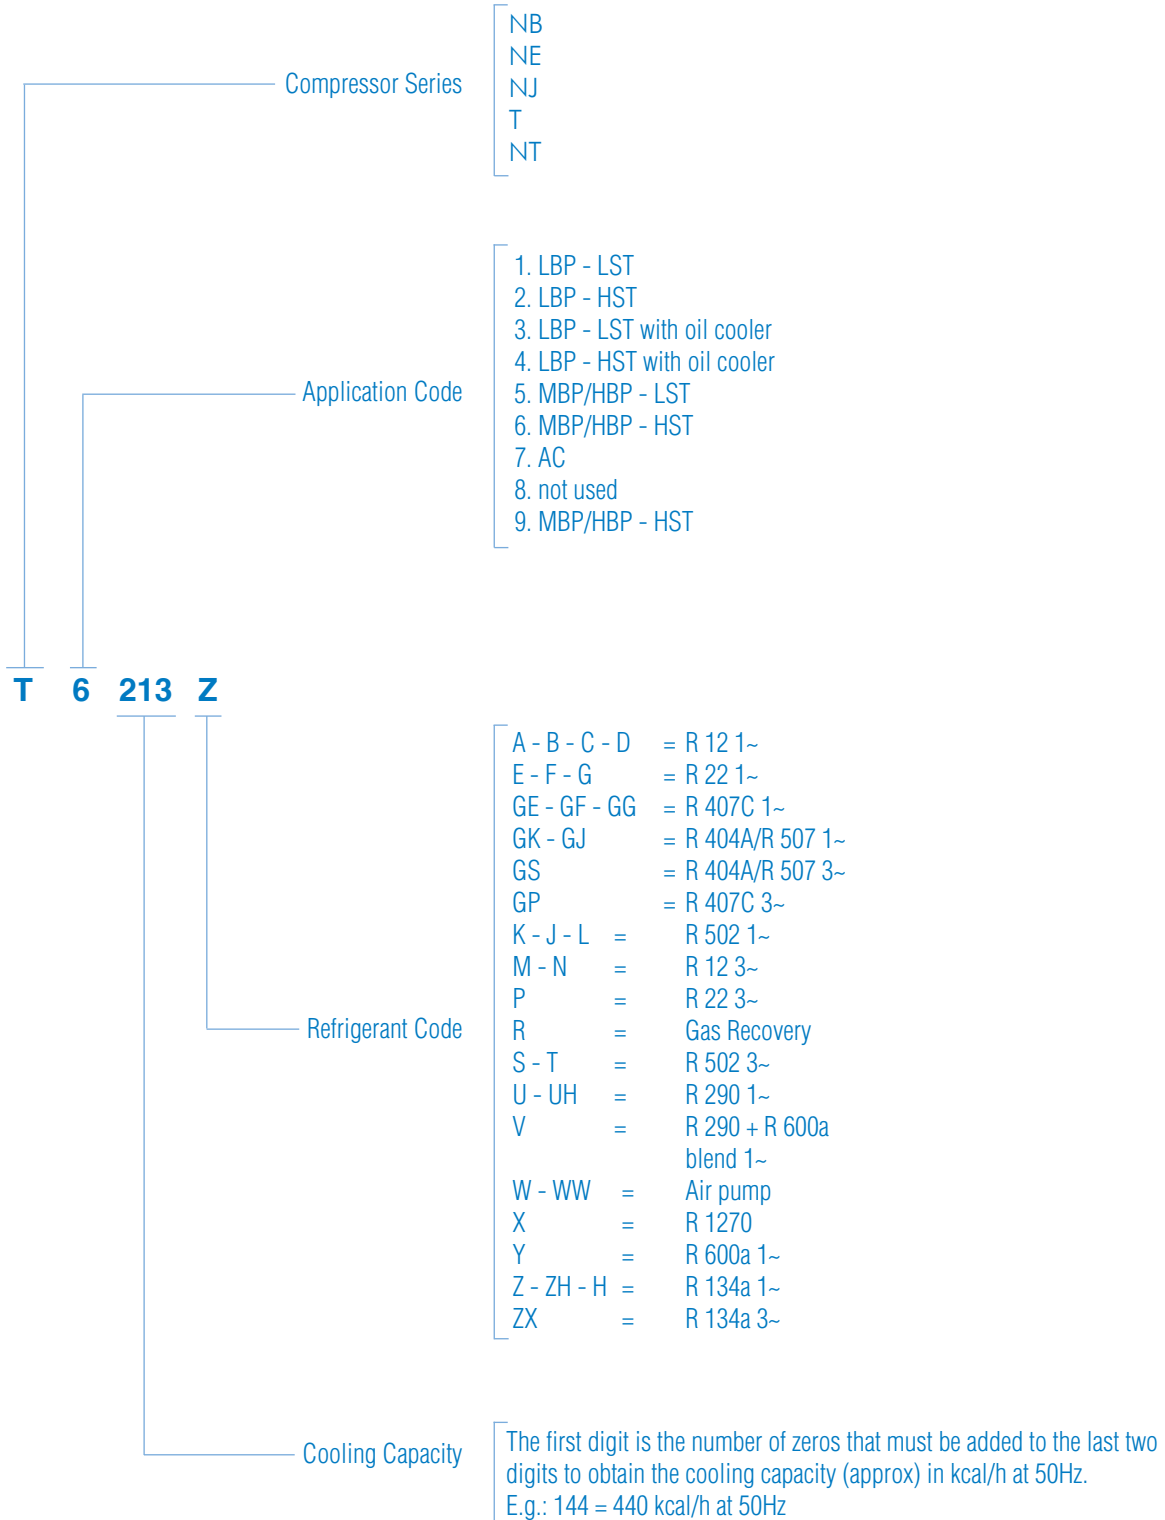 NB
NE
Compressor Series
NJ
T
NT
1. LBP - LST
2. LBP - HST
3. LBP - LST with oil cooler
4. LBP - HST with oil cooler
Application Code
5. MBP/HBP - LST
6. MBP/HBP - HST
7. AC
8. not used
9. MBP/HBP - HST
T 6 213 Z
A - B - C - D = R 12 1~
E - F - G = R 22 1~
GE - GF - GG = R 407C 1~
GK - GJ = R 404A/R 507 1~
GS = R 404A/R 507 3~
GP = R 407C 3~
K - J - L = R 502 1~
M - N = R 12 3~
P = R 22 3~
Refrigerant Code
R = Gas Recovery
S - T = R 502 3~
U - UH = R 290 1~
V = R 290 + R 600a
blend 1~
W - WW = Air pump
X = R 1270
Y = R 600a 1~
Z - ZH - H = R 134a 1~
ZX = R 134a 3~
Cooling Capacity
The first digit is the number of zeros that must be added to the last two
digits to obtain the cooling capacity (approx) in kcal/h at 50Hz.
E.g.: 144 = 440 kcal/h at 50Hz